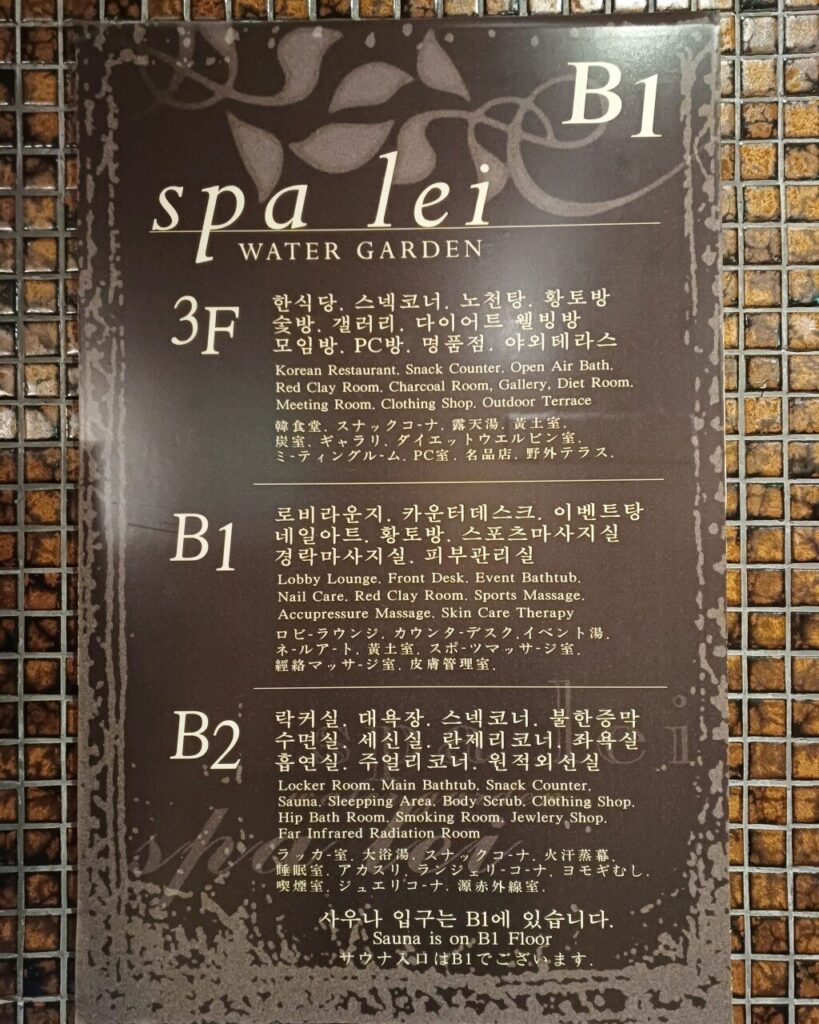 B1
spa lei
WATER GARDEN
3F
한식당. 스넥코너. 노천탕. 황토방
숯방. 갤러리. 다이어트 웰빙방
모임방. PC방. 명품점. 야외테라스
Korean Restaurant. Snack Counter. Open Air Bath.
Red Clay Room. Charcoal Room, Gallery, Diet Room.
Meeting Room. Clothing Shop. Outdoor Terrace
韓食堂. スナックコ-ナ. 露天湯. 黃土室.
炭室. ギャラリ. ダイエットウエルビン室.
ミ-ティングル-ム. PC室. 名品店. 野外テラス.
B1
로비라운지. 카운터데스크. 이벤트탕
네일아트. 황토방. 스포츠마사지실
경락마사지실. 피부관리실
Lobby Lounge. Front Desk. Event Bathtub.
Nail Care. Red Clay Room. Sports Massage.
Accupressure Massage. Skin Care Therapy
ロビ-ラウンジ. カウンタ-デスク.イベント湯.
ネ-ルア-ト. 黃土室. スポ-ツマッサ-ジ室.
經絡マッサ-ジ室. 皮膚管理室.
B2
락커실. 대욕장. 스넥코너. 불한증막
수면실. 세신실. 란제리코너. 좌욕실
흡연실. 주얼리코너. 원적외선실
Locker Room. Main Bathtub. Snack Counter.
Sauna. Sleepping Area. Body Scrub. Clothing Shop.
Hip Bath Room. Smoking Room. Jewlery Shop.
Far Infrared Radiation Room
ラッカ-室. 大浴湯. スナックコ-ナ. 火汗蒸幕.
睡眠室. アカスリ. ランジェリ-コ-ナ. ヨモギむし.
喫煙室. ジュエリコ-ナ. 源赤外線室.
사우나 입구는 B1에 있습니다.
Sauna is on B1 Floor
サウナ入口はB1でございます.
spa lei
spa lei